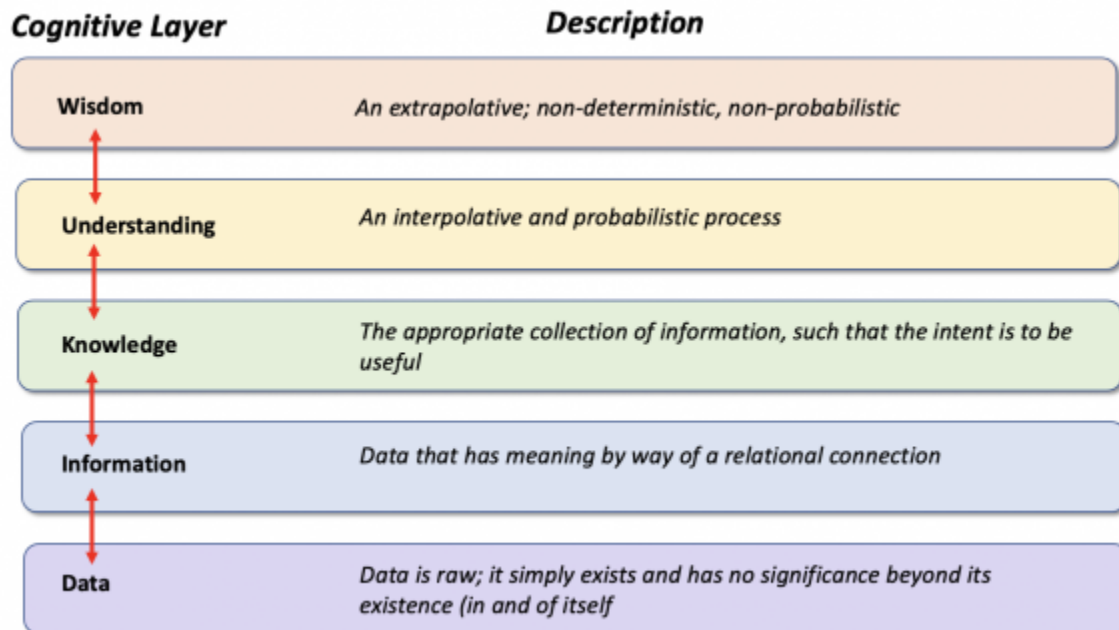 Cognitive Layer Description
Wisdom An extrapolative; non-deterministic, non-probabilistic
Understanding An interpolative and probabilistic process
Knowledge The appropriate collection of information, such that the intent is to be
useful
Information Data that has meaning by way of a relational connection
Data Data is raw; it simply exists and has no significance beyond its
existence (in and of itself